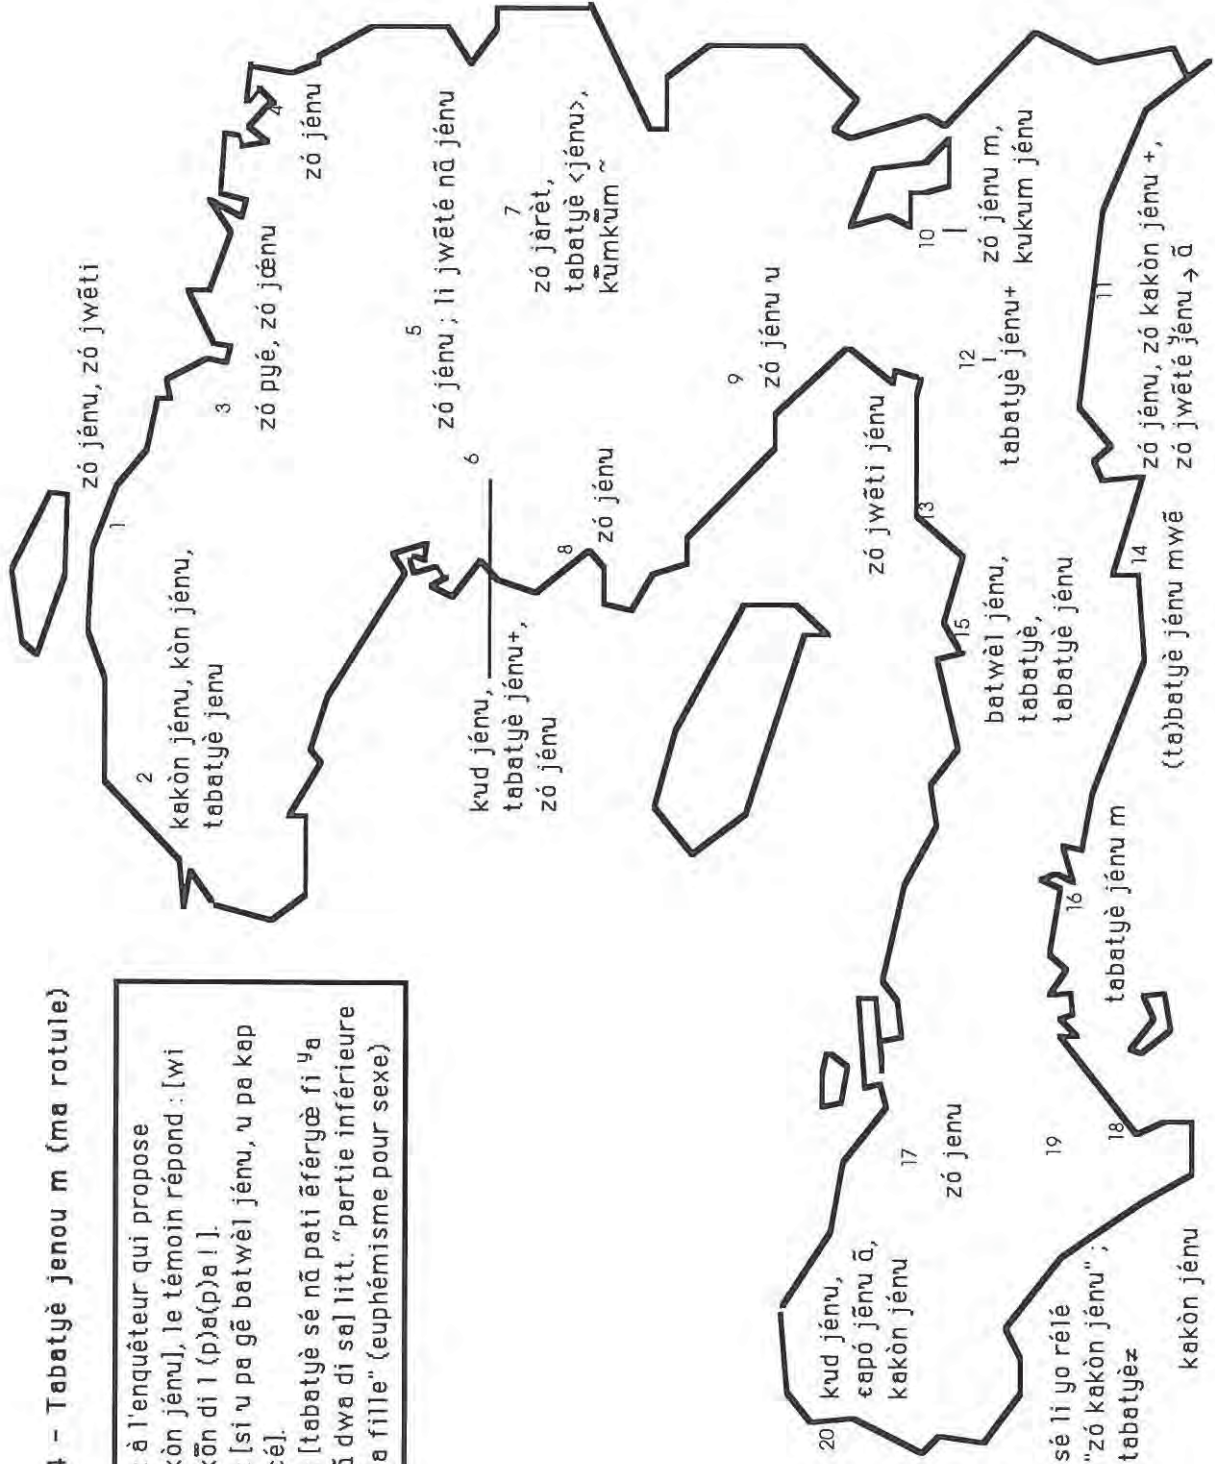 4 – Tabatyè jenou m (ma rotule)
à l'enquêteur qui propose
kòn jénu], le témoin répond : [wi
kõ̀n di l (p)a(p)a ! ].
[si u pa gẽ batwèl jénu, u pa kap
cé].
[tabatyè sé nã pati ẽféryœ̀ fi ʸa
dwa di sa] litt. "partie inférieure
a fille" (euphémisme pour sexe)
zó jénu, zó jwẽti
1
2
kakòn jénu, kòn jénu,
tabatyè jenu
3
zó pyé, zó jœnu
4
zó jénu
5
zó jénu ; li jwẽté nã jénu
6
kud jénu,
tabatyè jénu+,
zó jénu
7
zó jàrèt,
tabatyè <jénu>,
kũmkũm ~
8
zó jénu
9
zó jénu u
10
zó jénu m,
kukum jénu
11
zó jénu, zó kakòn jénu +,
zó jwẽté jénu → ã
12
tabatyè jénu+
13
zó jwẽti jénu
14
(ta)batyè jénu mwẽ
15
batwèl jénu,
tabatyè,
tabatyè jénu
16
tabatyè jénu m
17
zó jenu
18
kakòn jénu
19
sé li yo rélé
"zó kakòn jénu" ;
tabatyè≠
20
kud jénu,
capó jẽnu ã,
kakòn jénu